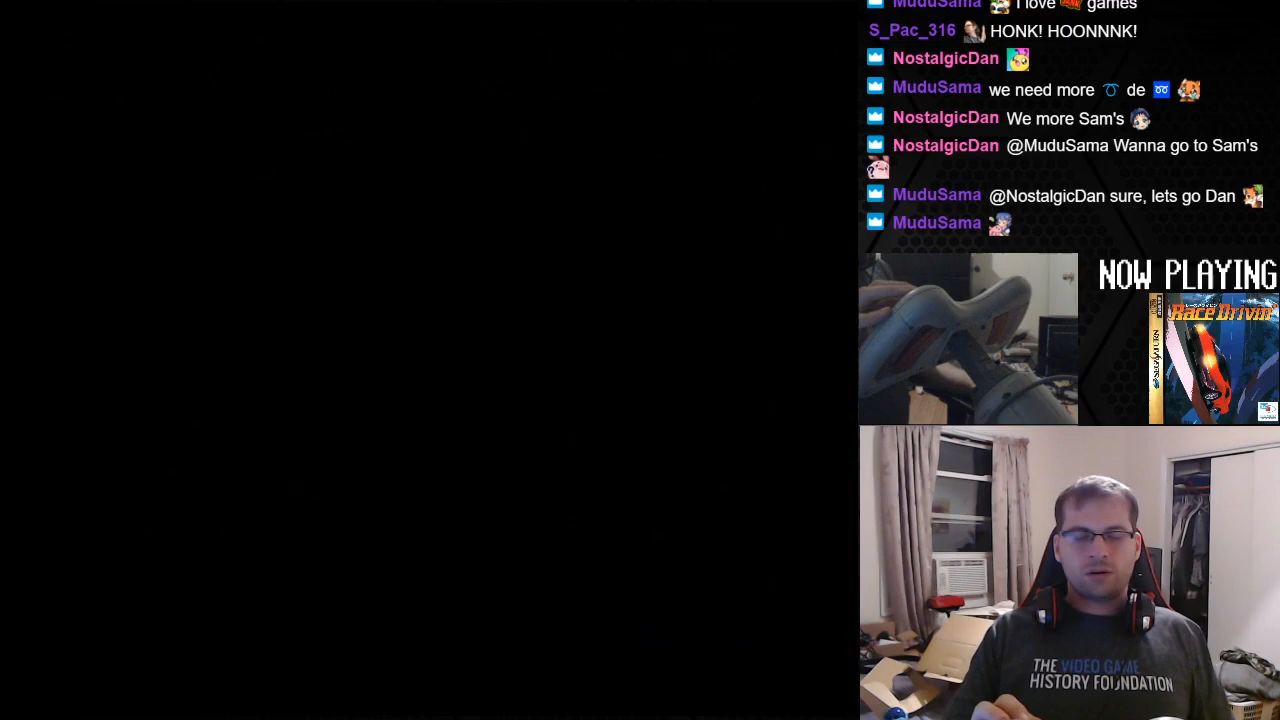 MuduSama I love games
S_Pac_316 HONK! HOONNNK!
NostalgicDan
MuduSama we need more de
NostalgicDan We more Sam's
NostalgicDan @MuduSama Wanna go to Sam's
MuduSama @NostalgicDan sure, lets go Dan
MuduSama
NOW PLAYING
Race Drivin'
SEGA SATURN
THE VIDEO GAME
HISTORY FOUNDATION